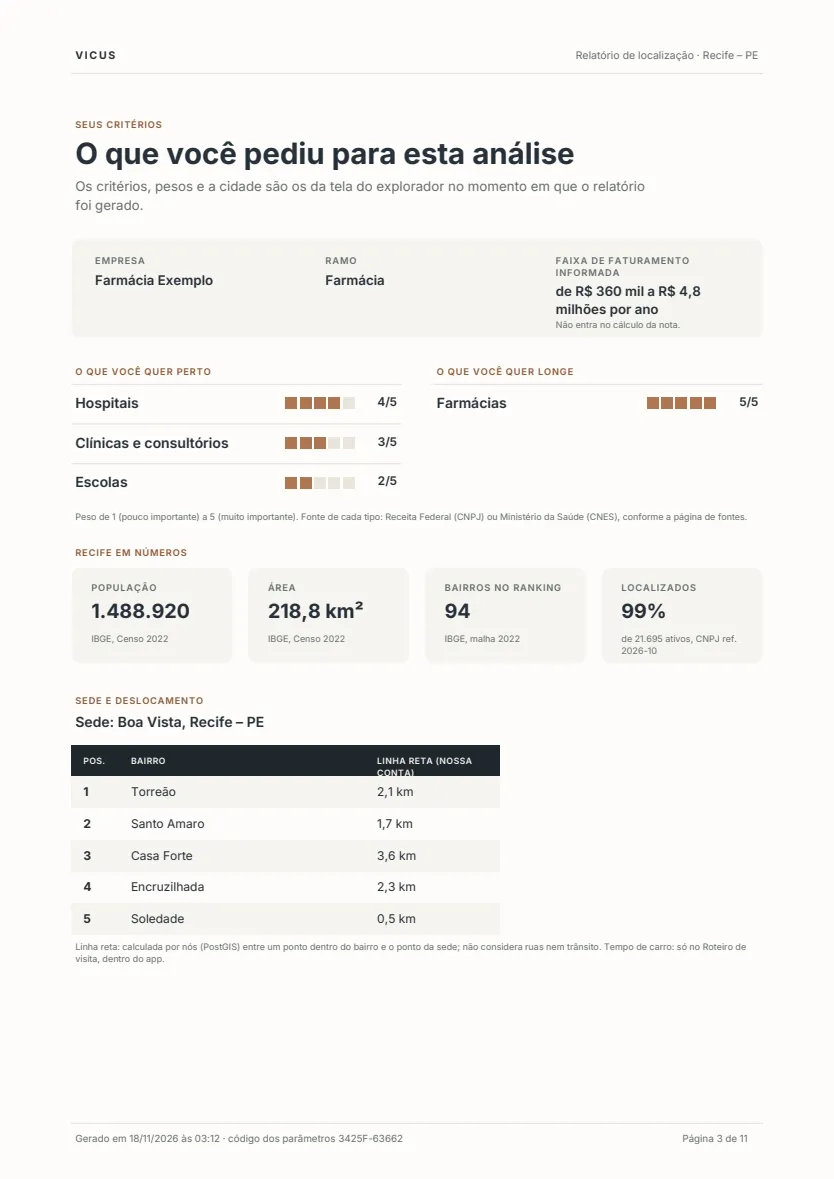 VICUS
Relatório de localização · Recife – PE
SEUS CRITÉRIOS
O que você pediu para esta análise
Os critérios, pesos e a cidade são os da tela do explorador no momento em que o relatório
foi gerado.
EMPRESA
Farmácia Exemplo
RAMO
Farmácia
FAIXA DE FATURAMENTO
INFORMADA
de R$ 360 mil a R$ 4,8
milhões por ano
Não entra no cálculo da nota.
O QUE VOCÊ QUER PERTO
Hospitais 4/5
Clínicas e consultórios 3/5
Escolas 2/5
O QUE VOCÊ QUER LONGE
Farmácias 5/5
Peso de 1 (pouco importante) a 5 (muito importante). Fonte de cada tipo: Receita Federal (CNPJ) ou Ministério da Saúde (CNES), conforme a página de fontes.
RECIFE EM NÚMEROS
POPULAÇÃO
1.488.920
IBGE, Censo 2022
ÁREA
218,8 km²
IBGE, Censo 2022
BAIRROS NO RANKING
94
IBGE, malha 2022
LOCALIZADOS
99%
de 21.695 ativos, CNPJ ref.
2026-10
SEDE E DESLOCAMENTO
Sede: Boa Vista, Recife – PE
POS. BAIRRO LINHA RETA (NOSSA
CONTA)
1 Torreão 2,1 km
2 Santo Amaro 1,7 km
3 Casa Forte 3,6 km
4 Encruzilhada 2,3 km
5 Soledade 0,5 km
Linha reta: calculada por nós (PostGIS) entre um ponto dentro do bairro e o ponto da sede; não considera ruas nem trânsito. Tempo de carro: só no Roteiro de
visita, dentro do app.
Gerado em 18/11/2026 às 03:12 · código dos parâmetros 3425F-63662
Página 3 de 11